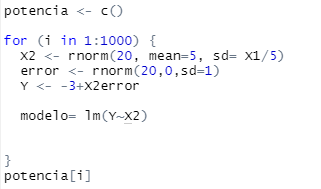 potencia <- c()
for (i in 1:1000) {
X2 <- rnorm(20, mean=5, sd= X1/5)
error <- rnorm(20,0,sd=1)
Y <- -3+X2error
modelo= lm(Y~X2)
}
potencia[i]